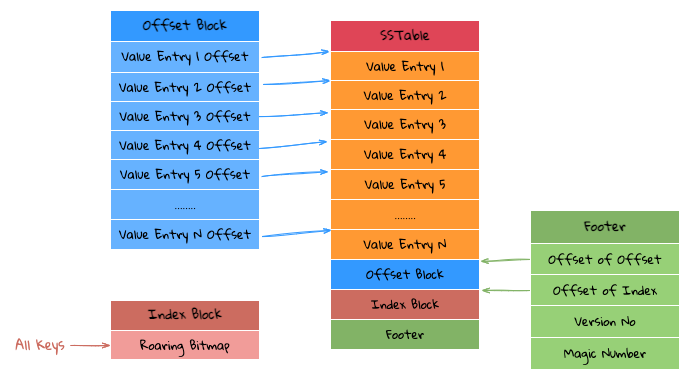 Offset Block
Value Entry 1 Offset
Value Entry 2 Offset
Value Entry 3 Offset
Value Entry 4 Offset
Value Entry 5 Offset
........
Value Entry N Offset
SSTable
Value Entry 1
Value Entry 2
Value Entry 3
Value Entry 4
Value Entry 5
........
Value Entry N
Offset Block
Index Block
Footer
Footer
Offset of Offset
Offset of Index
Version No
Magic Number
Index Block
All Keys
Roaring Bitmap